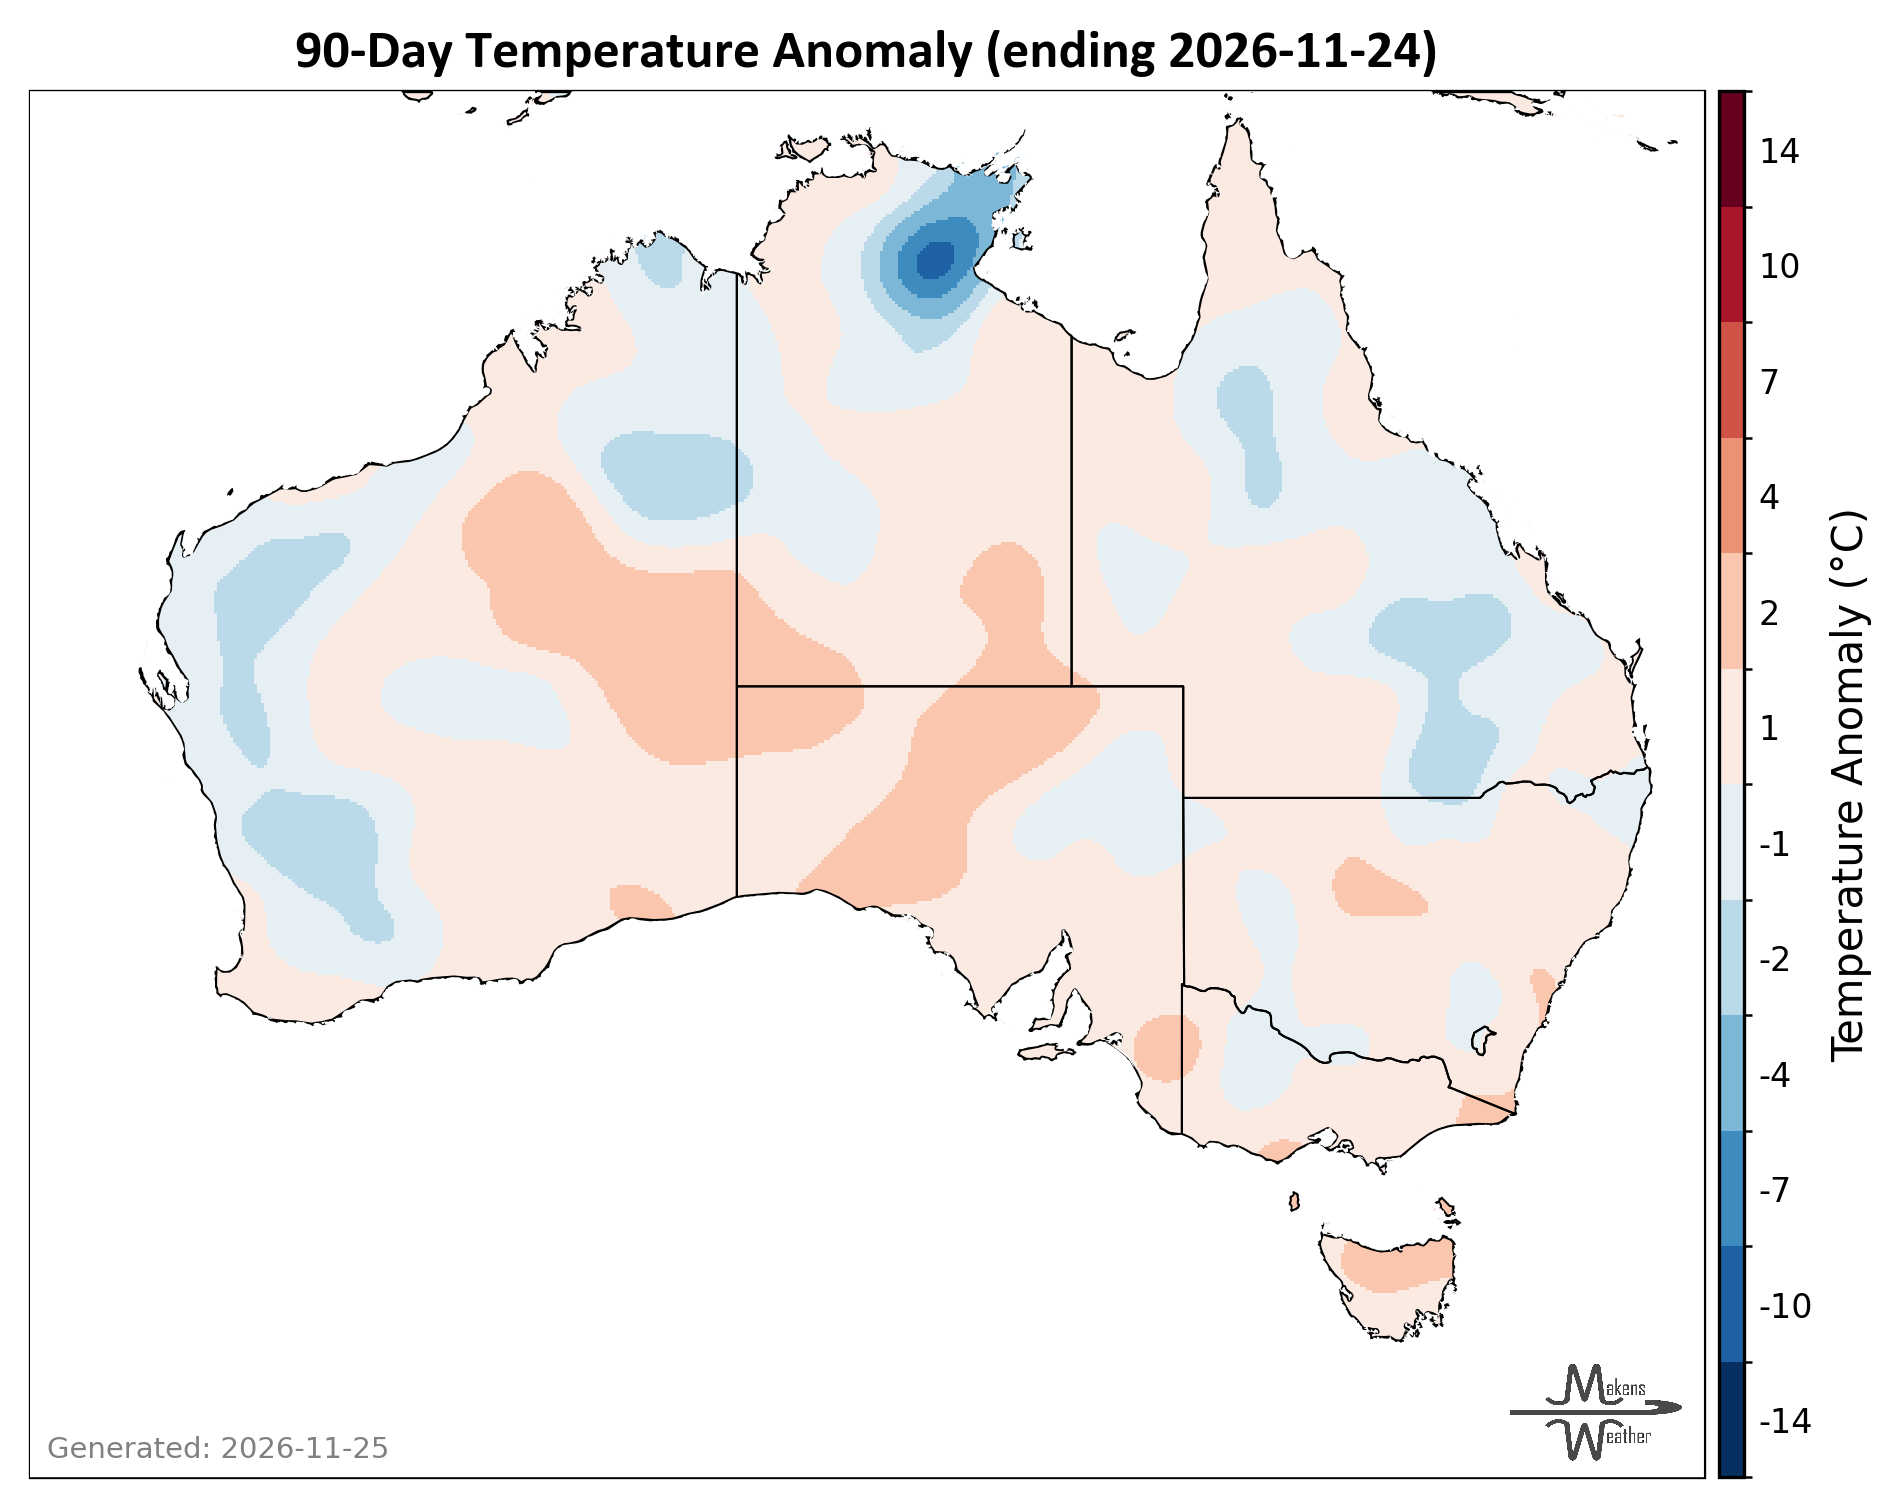 90-Day Temperature Anomaly (ending 2026-11-24)
14
10
7
4
2
1
-1
-2
-4
-7
-10
-14
Temperature Anomaly (°C)
Makens
Weather
Generated: 2026-11-25